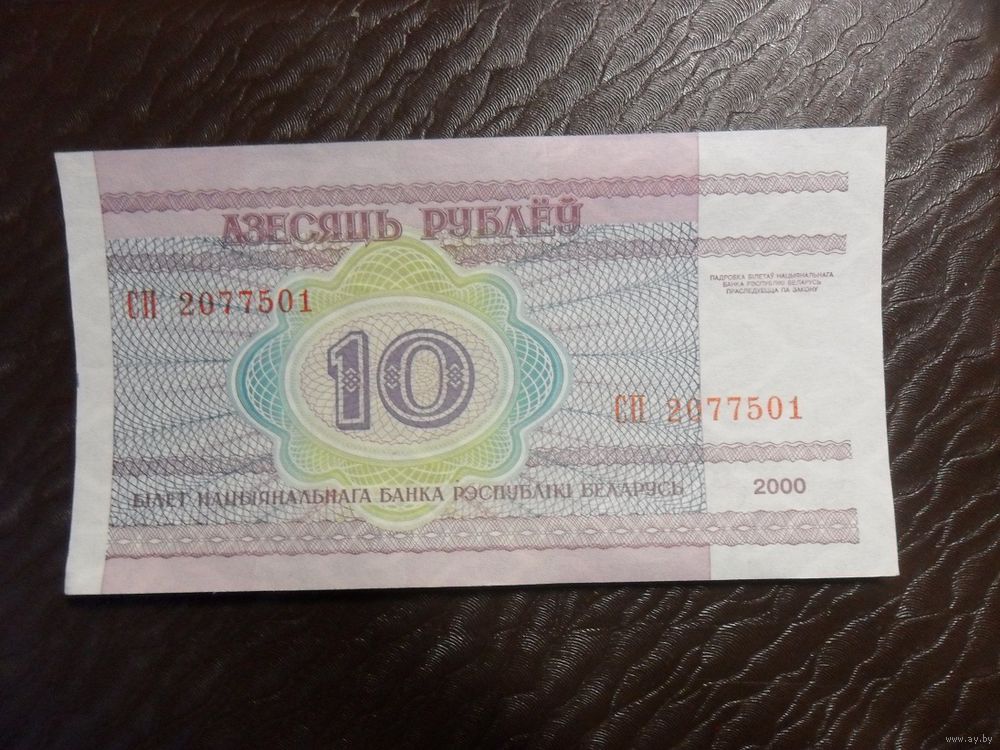 ДЗЕСЯЦЬ РУБЛЁЎ
ПАДРОБКА БІЛЕТАЎ НАЦЫЯНАЛЬНАГА
БАНКА РЭСПУБЛІКІ БЕЛАРУСЬ
ПРАСЛЕДУЕЦЦА ПА ЗАКОНУ
СП 2077501
10
СП 2077501
БІЛЕТ НАЦЫЯНАЛЬНАГА БАНКА РЭСПУБЛІКІ БЕЛАРУСЬ
2000
www.ay.by